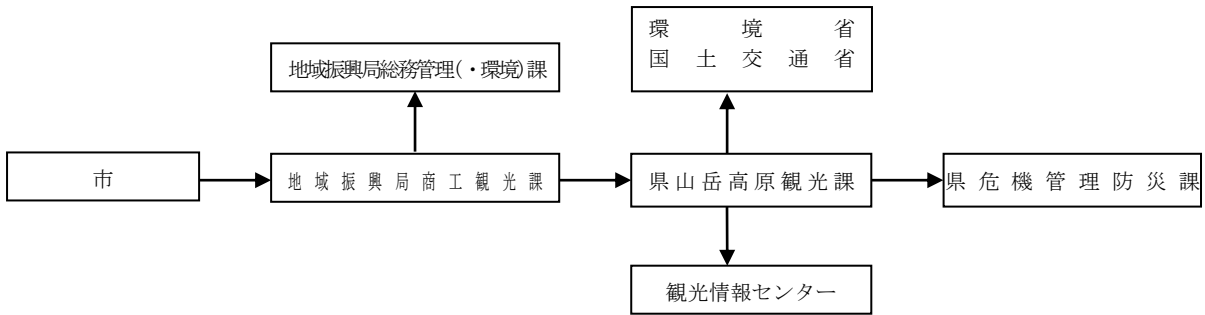 環境省
国土交通省
地域振興局総務管理(・環境)課
市
地域振興局商工観光課
県山岳高原観光課
県危機管理防災課
観光情報センター